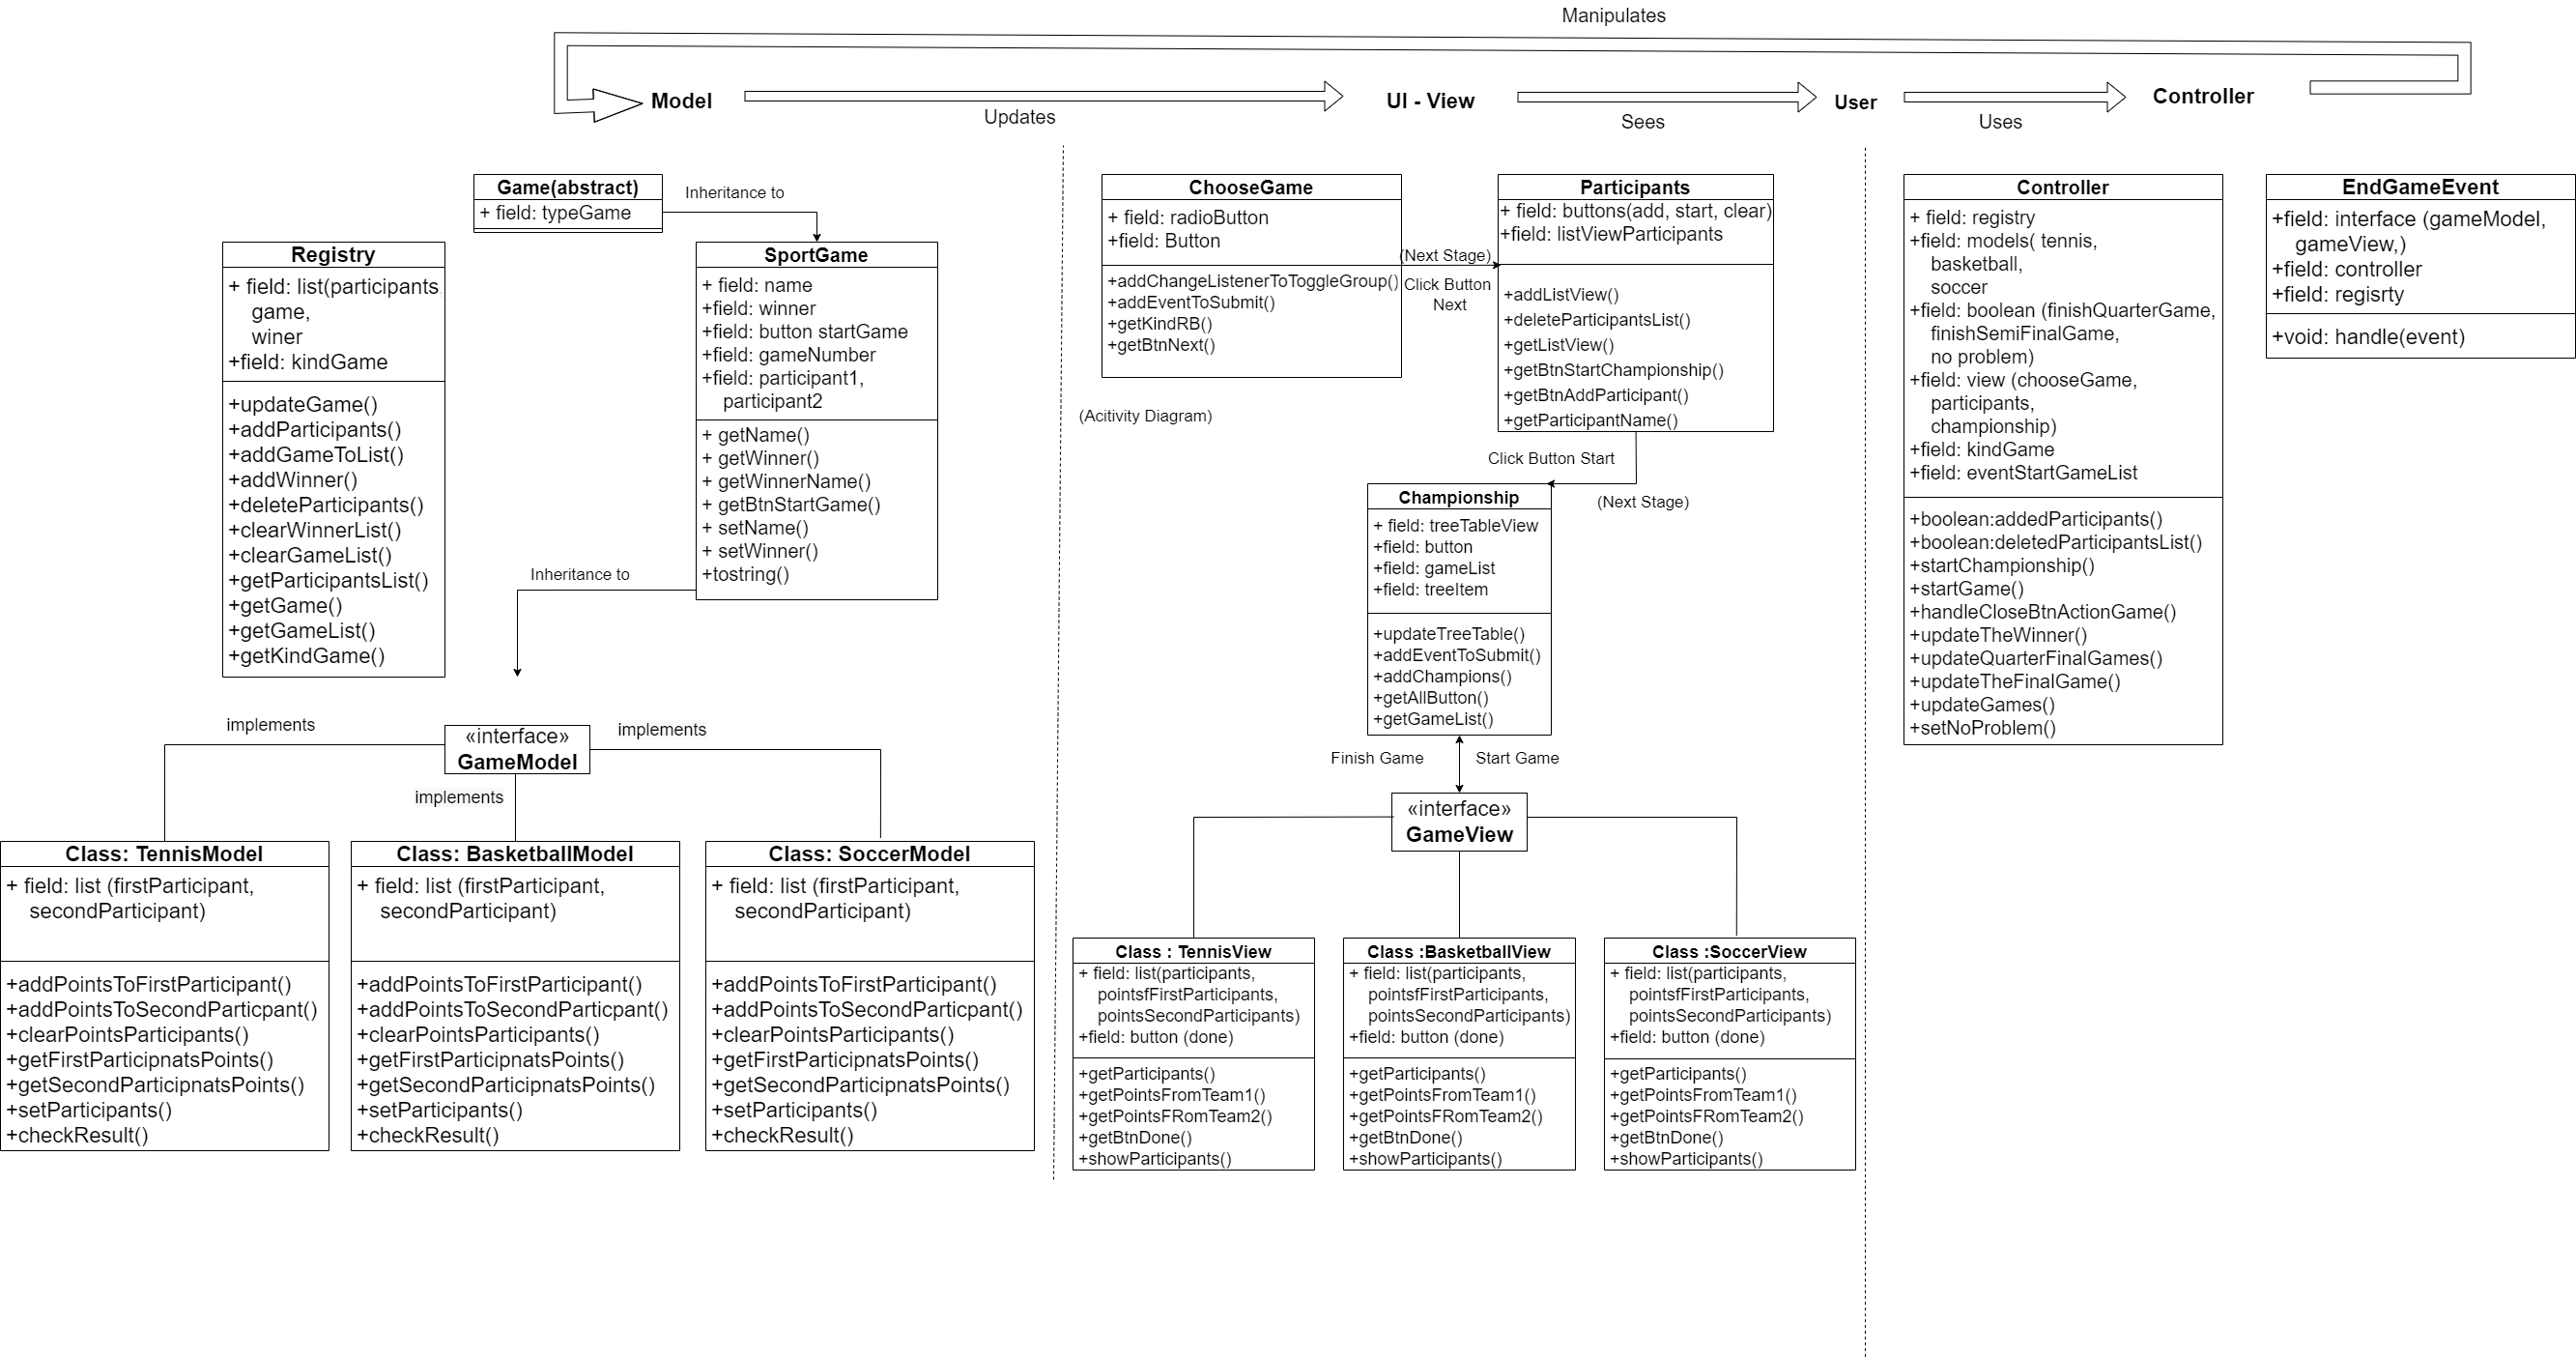 Manipulates
Model
Updates
UI - View
Sees
User
Uses
Controller
Game(abstract)
+ field: typeGame
Inheritance to
Registry
+ field: list(participants
game,
winer
+field: kindGame
+updateGame()
+addParticipants()
+addGameToList()
+addWinner()
+deleteParticipants()
+clearWinnerList()
+clearGameList()
+getParticipantsList()
+getGame()
+getGameList()
+getKindGame()
SportGame
+ field: name
+field: winner
+field: button startGame
+field: gameNumber
+field: participant1,
participant2
+ getName()
+ getWinner()
+ getWinnerName()
+ getBtnStartGame()
+ setName()
+ setWinner()
+tostring()
Inheritance to
implements
«interface»
GameModel
implements
implements
Class: TennisModel
+ field: list (firstParticipant,
secondParticipant)
+addPointsToFirstParticipant()
+addPointsToSecondParticpant()
+clearPointsParticipants()
+getFirstParticipnatsPoints()
+getSecondParticipnatsPoints()
+setParticipants()
+checkResult()
Class: BasketballModel
+ field: list (firstParticipant,
secondParticipant)
+addPointsToFirstParticipant()
+addPointsToSecondParticpant()
+clearPointsParticipants()
+getFirstParticipnatsPoints()
+getSecondParticipnatsPoints()
+setParticipants()
+checkResult()
Class: SoccerModel
+ field: list (firstParticipant,
secondParticipant)
+addPointsToFirstParticipant()
+addPointsToSecondParticpant()
+clearPointsParticipants()
+getFirstParticipnatsPoints()
+getSecondParticipnatsPoints()
+setParticipants()
+checkResult()
ChooseGame
+ field: radioButton
+field: Button
+addChangeListenerToToggleGroup()
+addEventToSubmit()
+getKindRB()
+getBtnNext()
(Next Stage)
Click Button
Next
(Acitivity Diagram)
Participants
+ field: buttons(add, start, clear)
+field: listViewParticipants
+addListView()
+deleteParticipantsList()
+getListView()
+getBtnStartChampionship()
+getBtnAddParticipant()
+getParticipantName()
Click Button Start
(Next Stage)
Championship
+ field: treeTableView
+field: button
+field: gameList
+field: treeItem
+updateTreeTable()
+addEventToSubmit()
+addChampions()
+getAllButton()
+getGameList()
Finish Game
Start Game
«interface»
GameView
Class : TennisView
+ field: list(participants,
pointsfFirstParticipants,
pointsSecondParticipants)
+field: button (done)
+getParticipants()
+getPointsFromTeam1()
+getPointsFRomTeam2()
+getBtnDone()
+showParticipants()
Class :BasketballView
+ field: list(participants,
pointsfFirstParticipants,
pointsSecondParticipants)
+field: button (done)
+getParticipants()
+getPointsFromTeam1()
+getPointsFRomTeam2()
+getBtnDone()
+showParticipants()
Class :SoccerView
+ field: list(participants,
pointsfFirstParticipants,
pointsSecondParticipants)
+field: button (done)
+getParticipants()
+getPointsFromTeam1()
+getPointsFRomTeam2()
+getBtnDone()
+showParticipants()
Controller
+ field: registry
+field: models( tennis,
basketball,
soccer
+field: boolean (finishQuarterGame,
finishSemiFinalGame,
no problem)
+field: view (chooseGame,
participants,
championship)
+field: kindGame
+field: eventStartGameList
+boolean:addedParticipants()
+boolean:deletedParticipantsList()
+startChampionship()
+startGame()
+handleCloseBtnActionGame()
+updateTheWinner()
+updateQuarterFinalGames()
+updateTheFinalGame()
+updateGames()
+setNoProblem()
EndGameEvent
+field: interface (gameModel,
gameView,)
+field: controller
+field: regisrty
+void: handle(event)